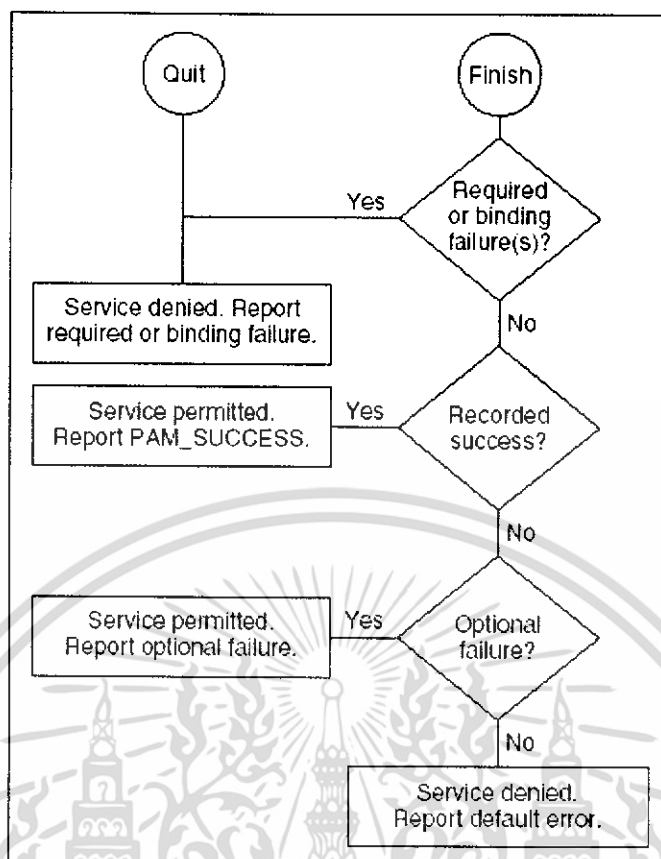 Quit
Finish
Yes
Required
or binding
failure(s)?
Service denied. Report
required or binding failure.
No
Service permitted.
Report PAM_SUCCESS.
Yes
Recorded
success?
No
Service permitted.
Report optional failure.
Yes
Optional
failure?
No
Service denied.
Report default error.